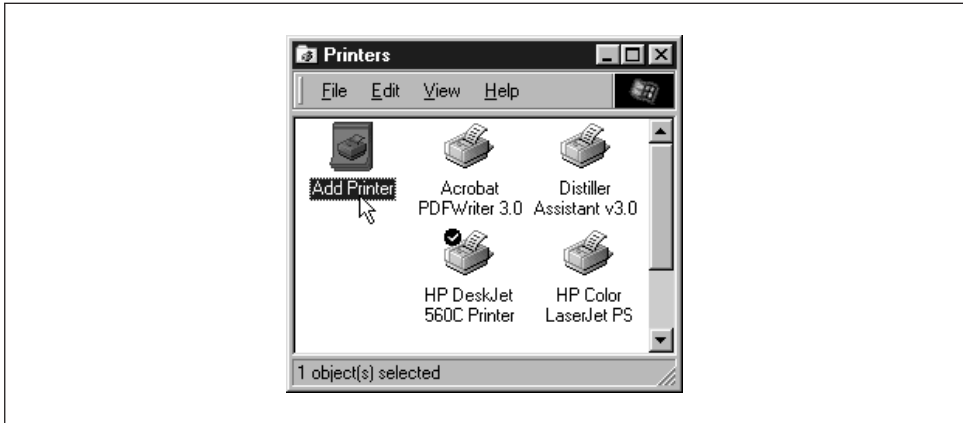 Printers
File Edit View Help
Add Printer
Acrobat
PDFWriter 3.0
Distiller
Assistant v3.0
HP DeskJet
560C Printer
HP Color
LaserJet PS
1 object(s) selected